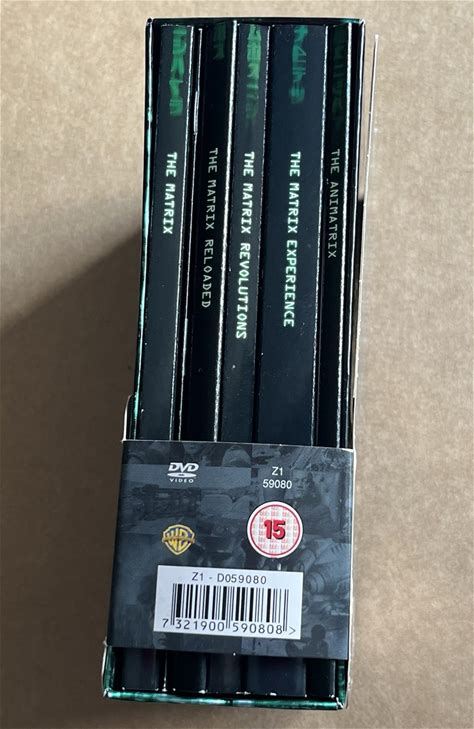 THE MATRIX
THE MATRIX RELOADED
THE MATRIX REVOLUTIONS
THE MATRIX EXPERIENCE
THE ANIMATRIX
DVD
VIDEO
Z1
59080
WB
15
Z1 - D059080
7 321900 590808 >